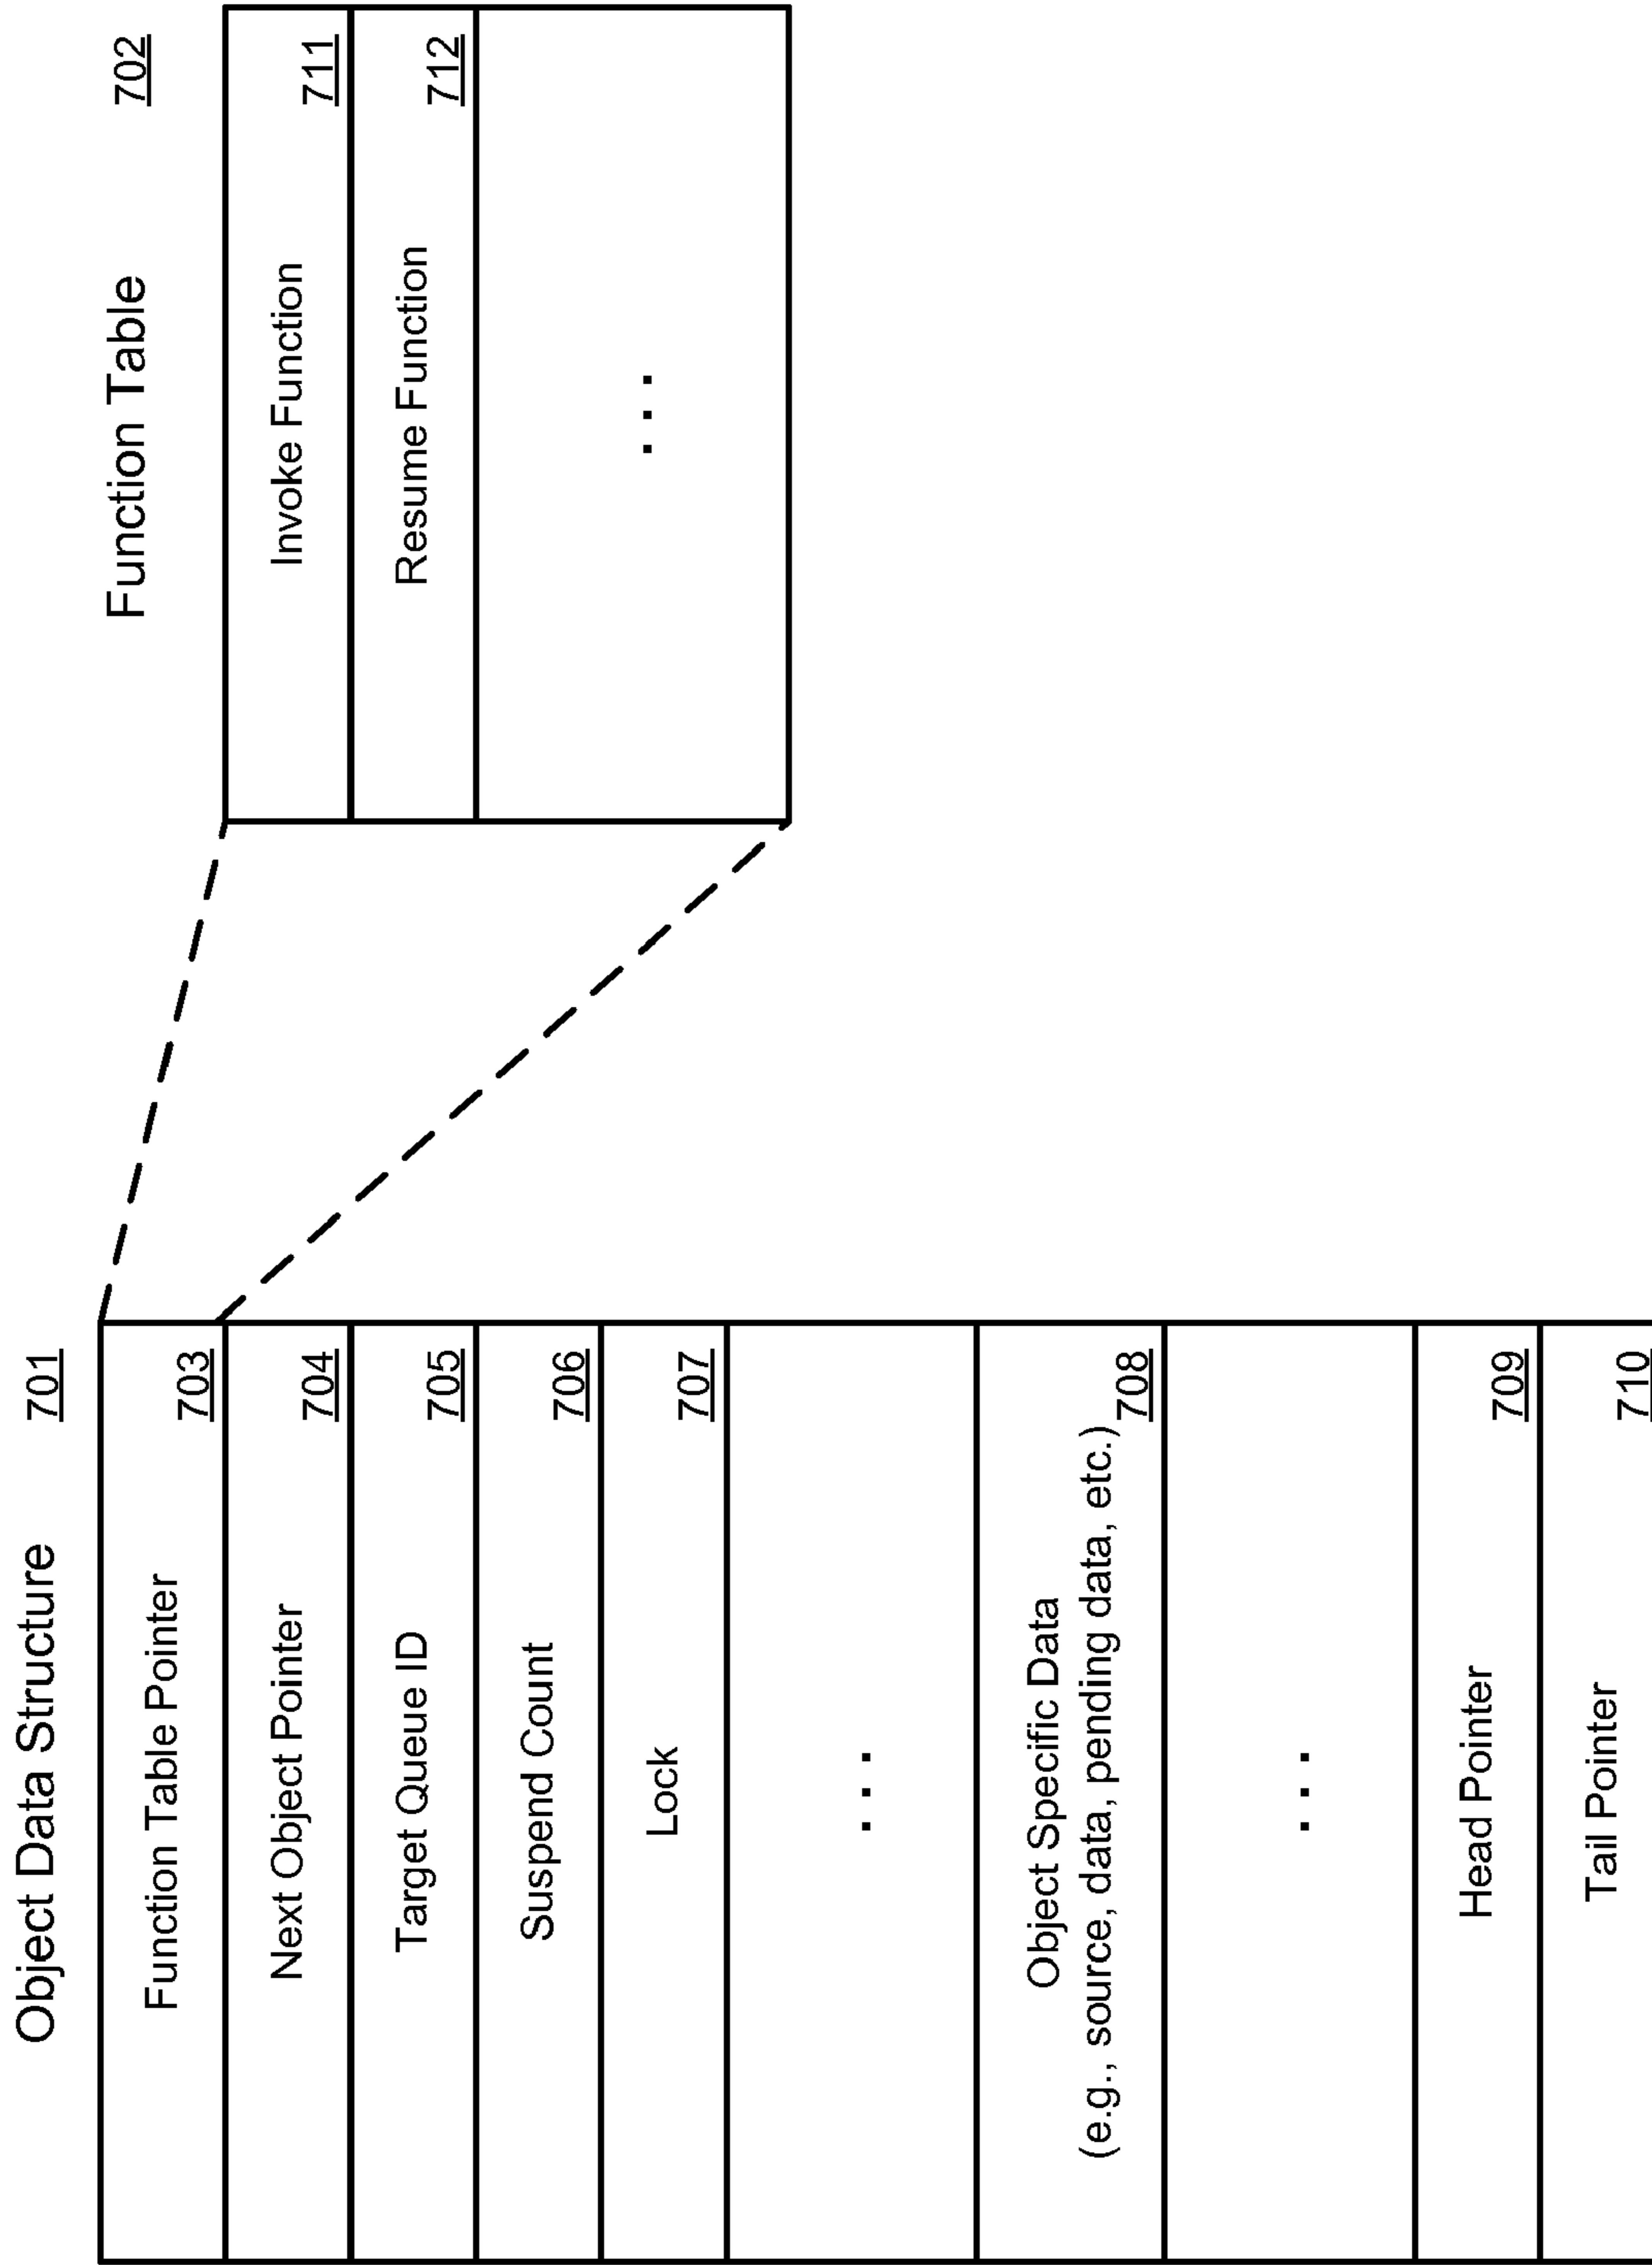 Object Data Structure 701
Function Table Pointer 703
Next Object Pointer 704
Target Queue ID 705
Suspend Count 706
Lock 707
...
Object Specific Data
(e.g., source, data, pending data, etc.) 708
...
Head Pointer 709
Tail Pointer 710
Function Table 702
Invoke Function 711
Resume Function 712
...